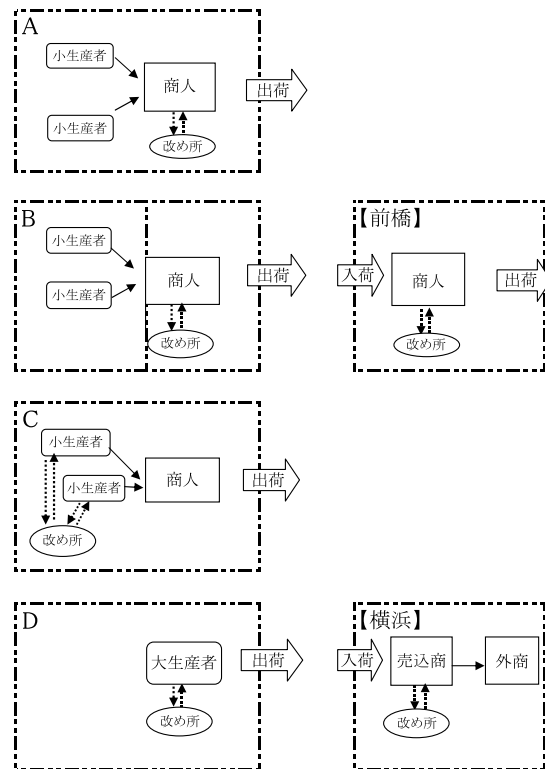 A
小生産者
商人
出荷
小生産者
改め所
B
【前橋】
小生産者
商人
出荷
入荷
商人
出荷
小生産者
改め所
改め所
C
小生産者
商人
出荷
小生産者
改め所
D
【横浜】
大生産者
出荷
入荷
売込商
外商
改め所
改め所